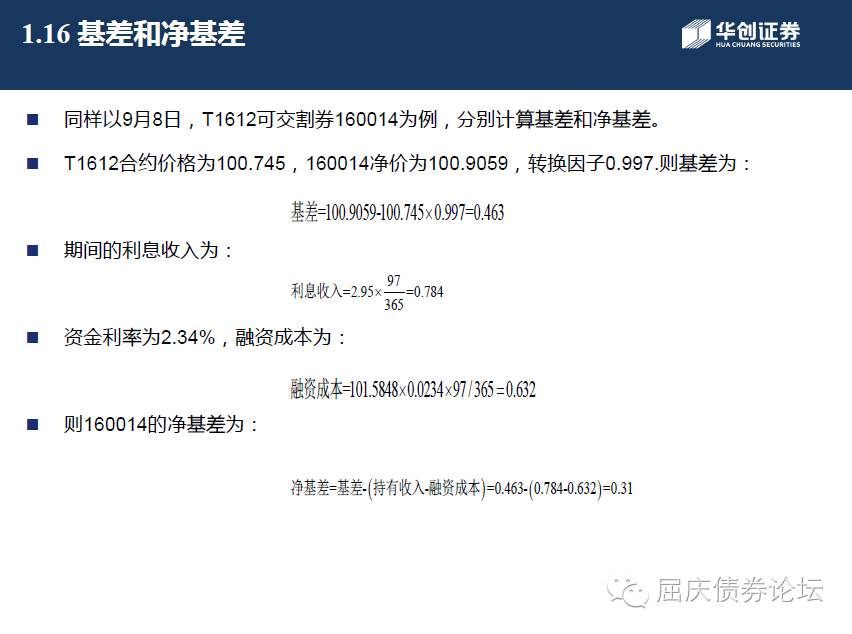 1.16 基差和净基差
华创证券
HUA CHUANG SECURITIES
同样以9月8日，T1612可交割券160014为例，分别计算基差和净基差。
T1612合约价格为100.745，160014净价为100.9059，转换因子0.997.则基差为：
基差=100.9059-100.745×0.997=0.463
期间的利息收入为：
利息收入=2.95×97/365=0.784
资金利率为2.34%，融资成本为：
融资成本=101.5848×0.0234×97/365=0.632
则160014的净基差为：
净基差=基差-(持有收入-融资成本)=0.463-(0.784-0.632)=0.31
屈庆债券论坛